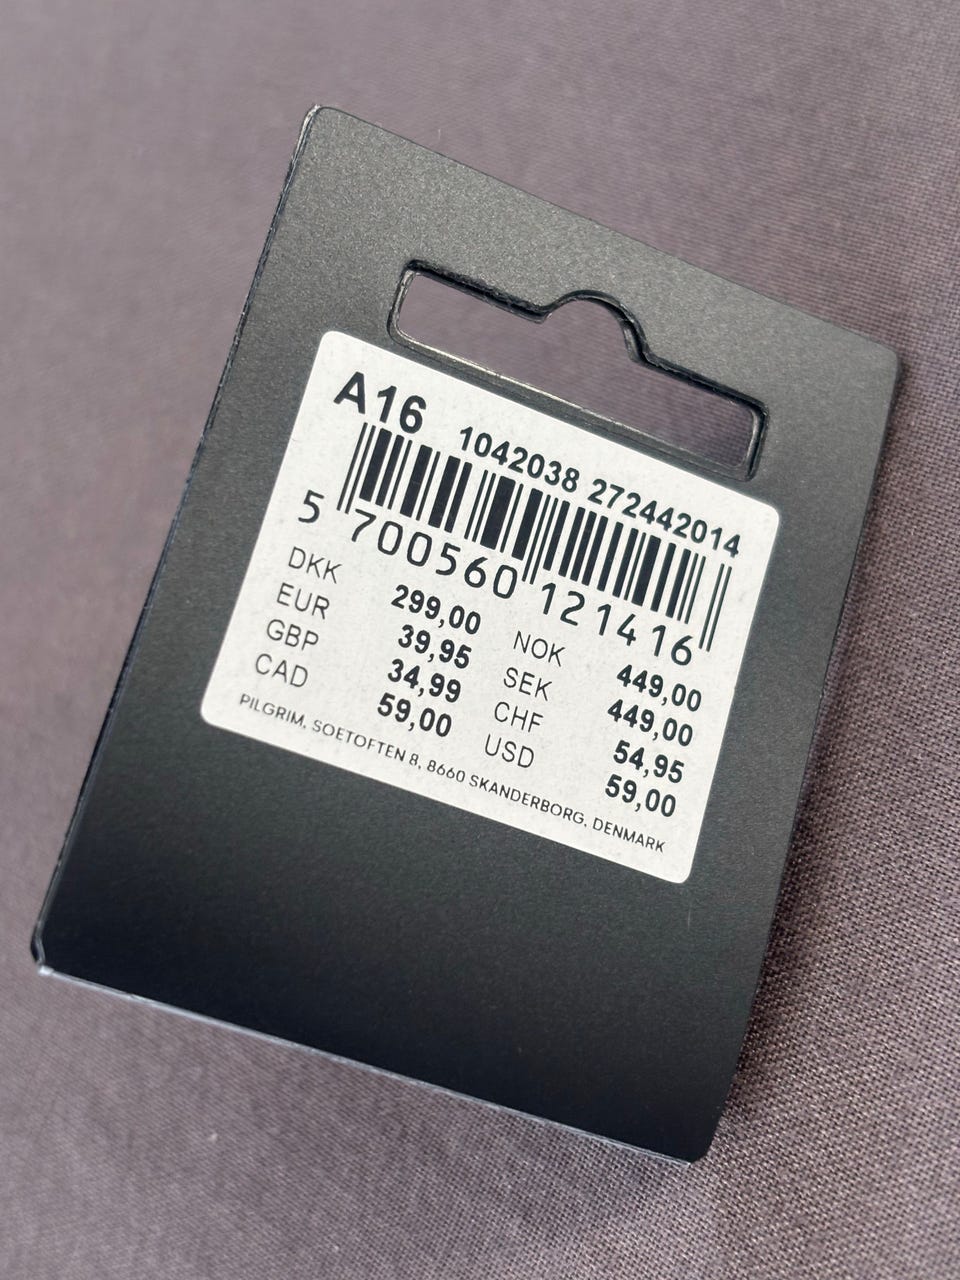 A16
1042038 272442014
5 700560 121416
DKK 299,00 NOK 449,00
EUR 39,95 SEK 449,00
GBP 34,99 CHF 54,95
CAD 59,00 USD 59,00
PILGRIM, SOETOFTEN 8, 8660 SKANDERBORG, DENMARK